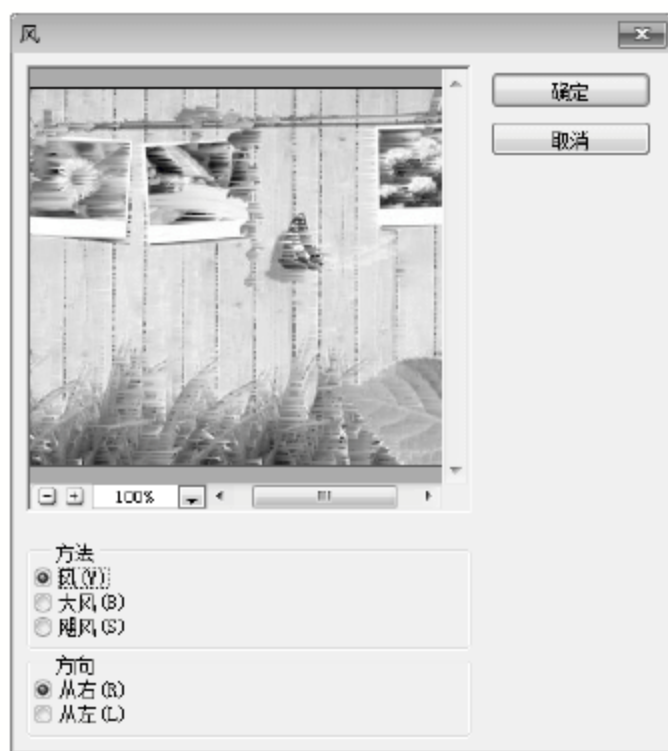 风
确定
取消
100%
方法
风(W)
大风(B)
飓风(S)
方向
从右(R)
从左(L)